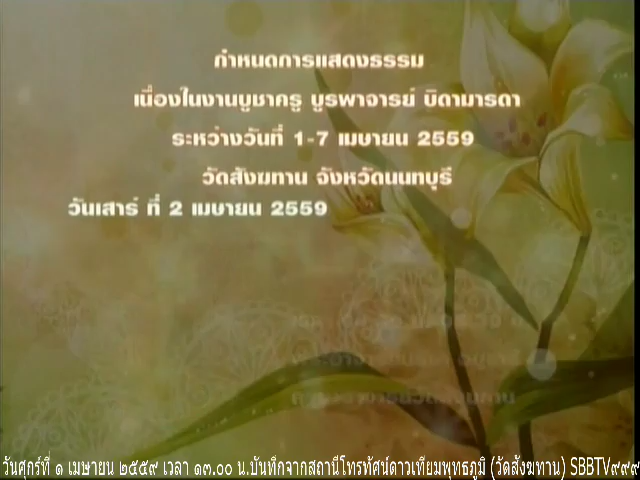 กำหนดการแสดงธรรม
เนื่องในงานบูชาครู บูรพาจารย์ บิดามารดา
ระหว่างวันที่ 1-7 เมษายน 2559
วัดสังฆทาน จังหวัดนนทบุรี
วันเสาร์ ที่ 2 เมษายน 2559
วันศุกร์ที่ ๑ เมษายน ๒๕๕๙ เวลา ๑๓.๐๐ น.บันทึกจากสถานีโทรทัศน์ดาวเทียมพุทธภูมิ (วัดสังฆทาน) SBBTV๙๙๙